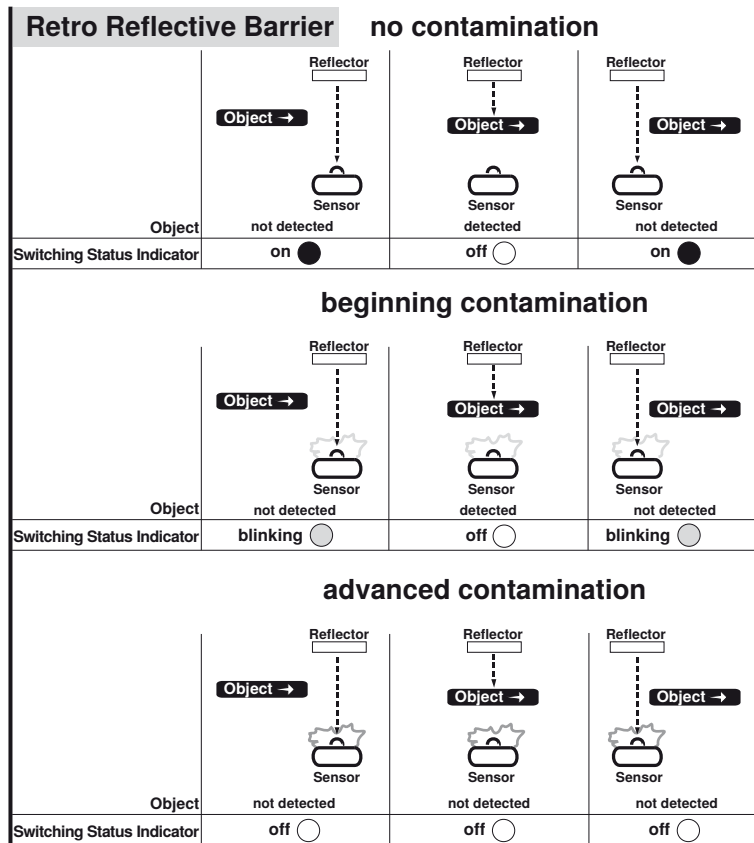 Retro Reflective Barrier no contamination
Reflector Reflector Reflector
Object → Object → Object →
Sensor Sensor Sensor
Object not detected detected not detected
Switching Status Indicator on off on
beginning contamination
Reflector Reflector Reflector
Object → Object → Object →
Sensor Sensor Sensor
Object not detected detected not detected
Switching Status Indicator blinking off blinking
advanced contamination
Reflector Reflector Reflector
Object → Object → Object →
Sensor Sensor Sensor
Object not detected not detected not detected
Switching Status Indicator off off off